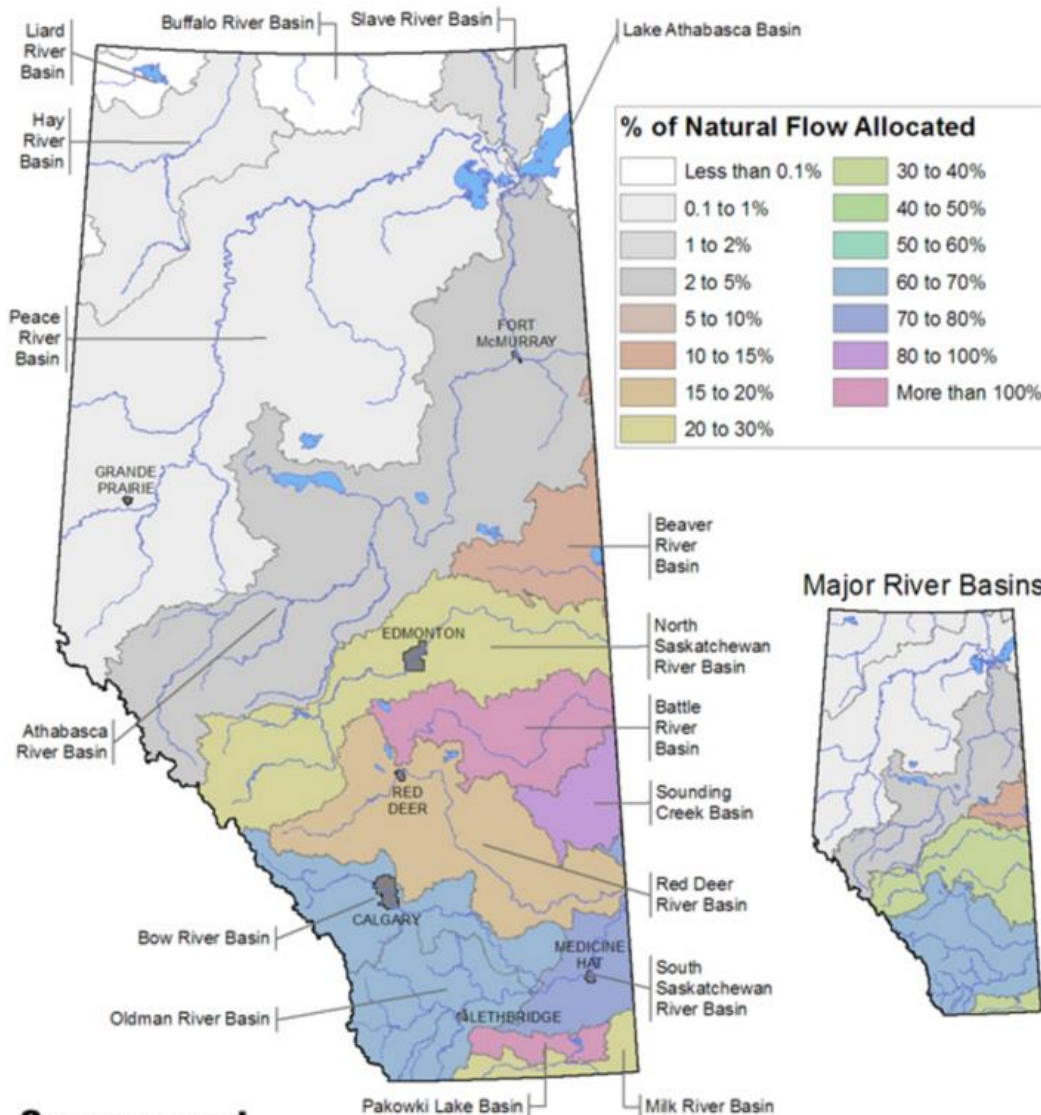 Liard
River
Basin
Buffalo River Basin
Slave River Basin
Lake Athabasca Basin
Hay
River
Basin
% of Natural Flow Allocated
Less than 0.1%
0.1 to 1%
1 to 2%
2 to 5%
5 to 10%
10 to 15%
15 to 20%
20 to 30%
30 to 40%
40 to 50%
50 to 60%
60 to 70%
70 to 80%
80 to 100%
More than 100%
Peace
River
Basin
FORT
McMURRAY
GRANDE
PRAIRIE
Beaver
River
Basin
Major River Basins
EDMONTON
North
Saskatchewan
River Basin
Athabasca
River Basin
Battle
River
Basin
RED
DEER
Sounding
Creek Basin
Red Deer
River Basin
CALGARY
Bow River Basin
MEDICINE
HAT
South
Saskatchewan
River Basin
Oldman River Basin
LETHBRIDGE
Pakowki Lake Basin
Milk River Basin